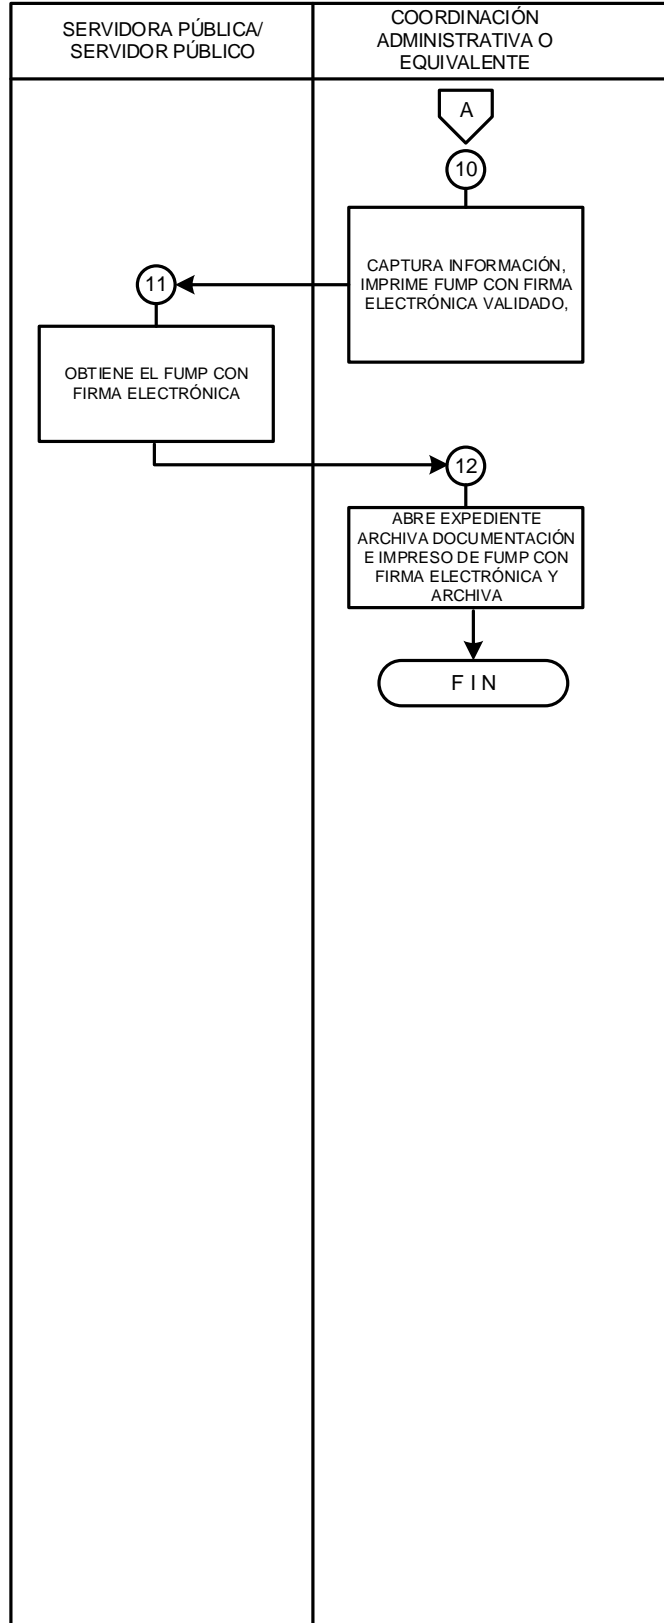 SERVIDORA PÚBLICA/
SERVIDOR PÚBLICO
COORDINACIÓN
ADMINISTRATIVA O
EQUIVALENTE
A
10
CAPTURA INFORMACIÓN,
IMPRIME FUMP CON FIRMA
ELECTRÓNICA VALIDADO,
11
OBTIENE EL FUMP CON
FIRMA ELECTRÓNICA
12
ABRE EXPEDIENTE
ARCHIVA DOCUMENTACIÓN
E IMPRESO DE FUMP CON
FIRMA ELECTRÓNICA Y
ARCHIVA
F I N